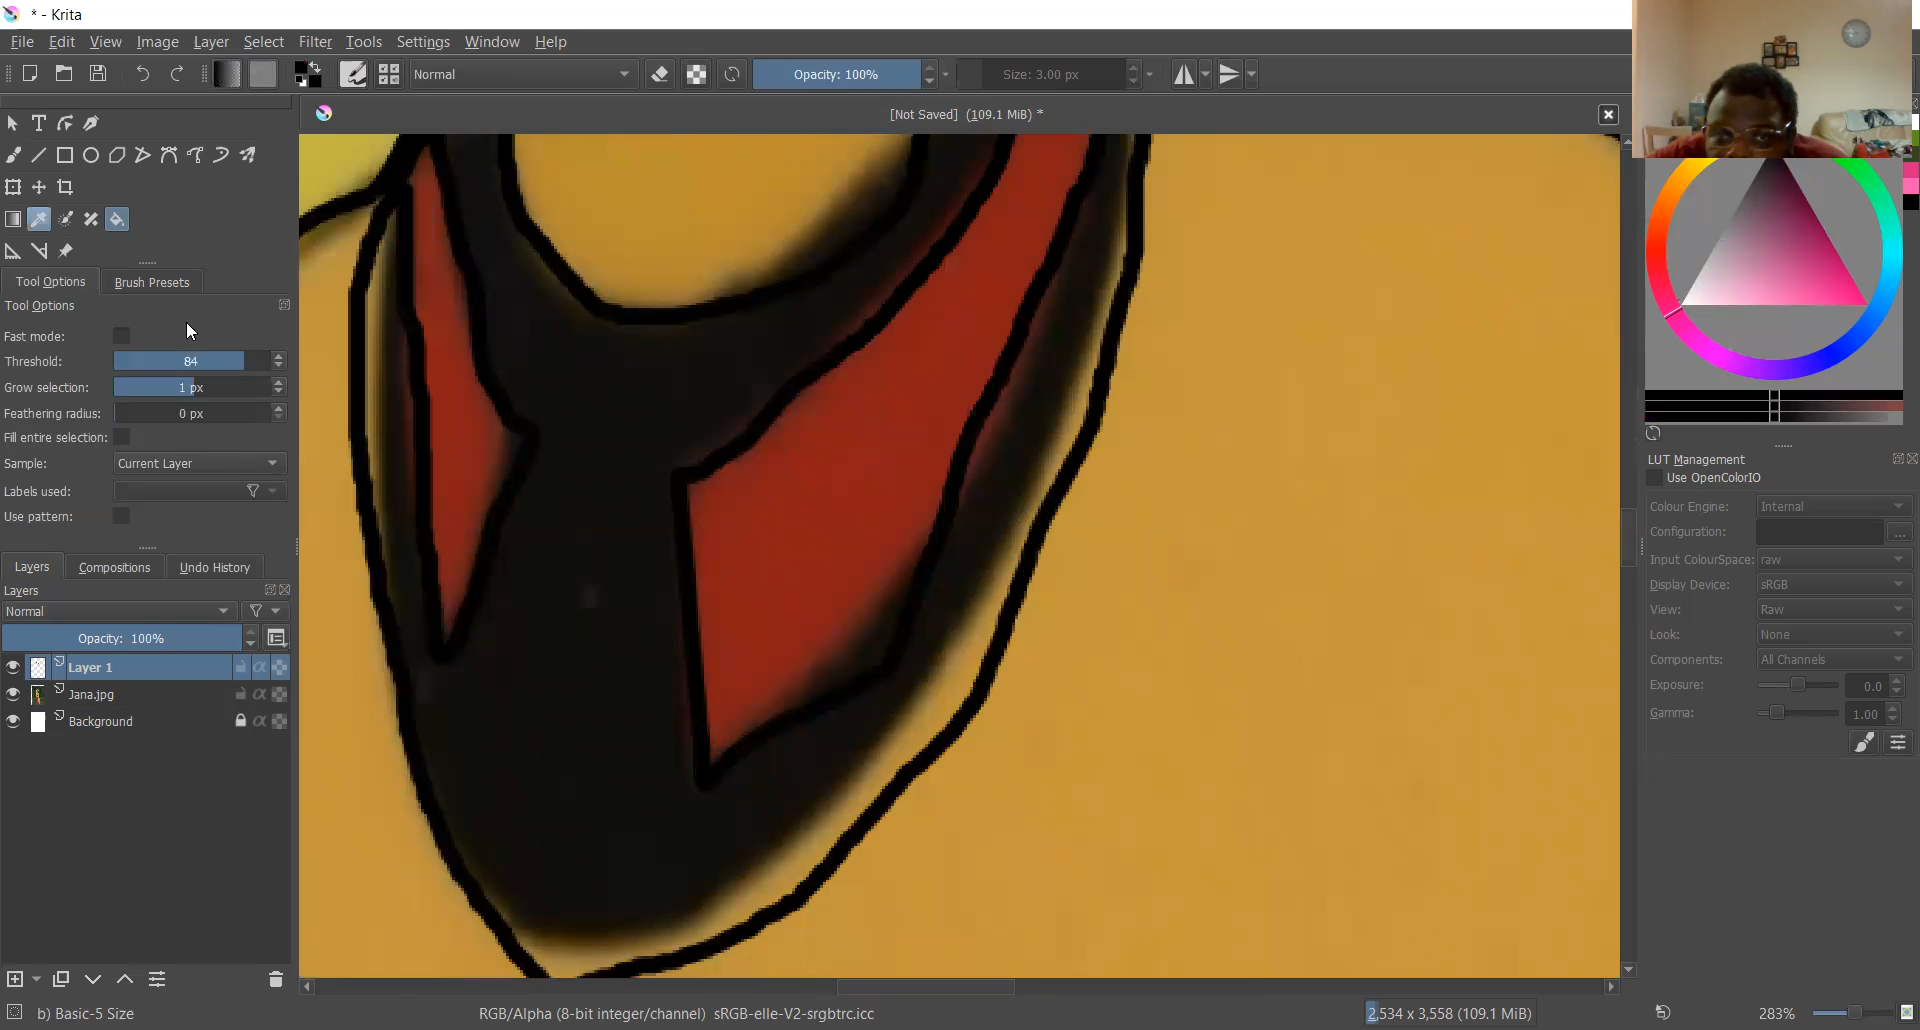 * - Krita
File Edit View Image Layer Select Filter Tools Settings Window Help
Normal
Opacity: 100%
Size: 3.00 px
[Not Saved] (109.1 MiB) *
Tool Options
Brush Presets
Tool Options
Fast mode:
Threshold: 84
Grow selection: 1 px
Feathering radius: 0 px
Fill entire selection:
Sample: Current Layer
Labels used:
Use pattern:
Layers
Compositions
Undo History
Layers
Normal
Opacity: 100%
Layer 1
Jana.jpg
Background
LUT Management
Use OpenColorIO
Colour Engine: Internal
Configuration: ...
Input ColourSpace: raw
Display Device: sRGB
View: Raw
Look: None
Components: All Channels
Exposure: 0.0
Gamma: 1.00
b) Basic-5 Size
RGB/Alpha (8-bit integer/channel) sRGB-elle-V2-srgbtrc.icc
2,534 x 3,558 (109.1 MiB)
283%